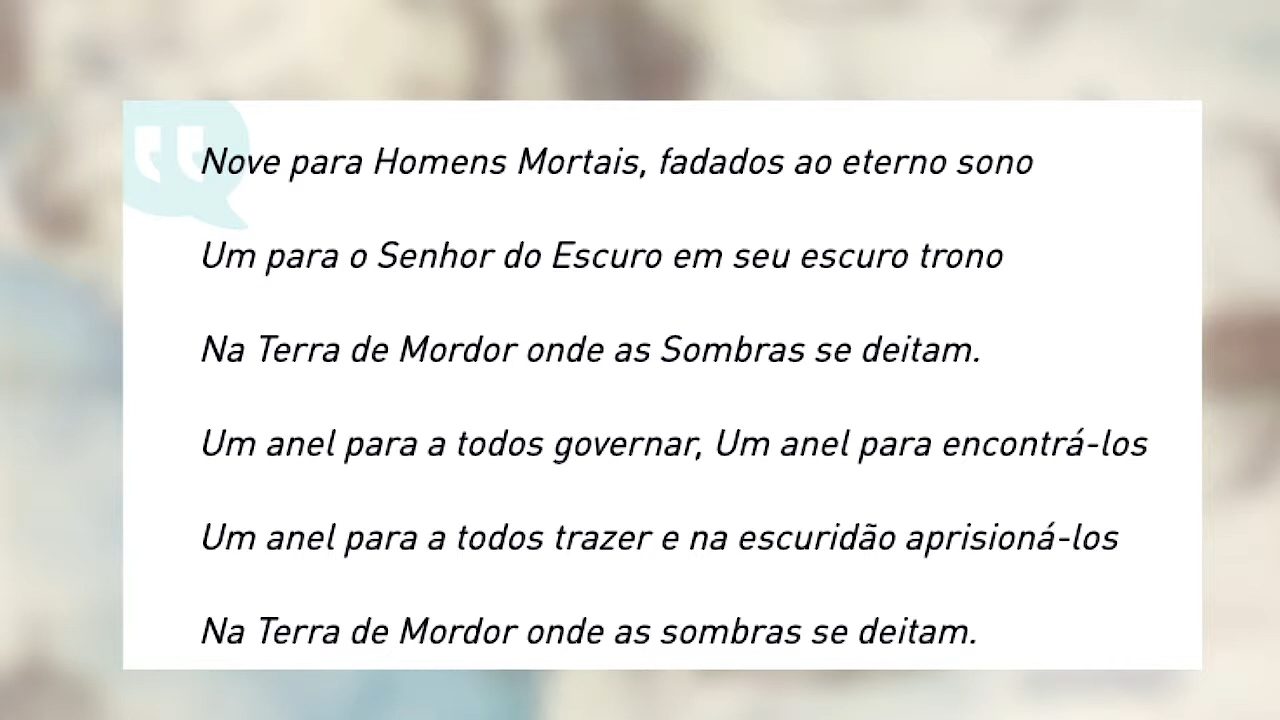 Nove para Homens Mortais, fadados ao eterno sono
Um para o Senhor do Escuro em seu escuro trono
Na Terra de Mordor onde as Sombras se deitam.
Um anel para a todos governar, Um anel para encontrá-los
Um anel para a todos trazer e na escuridão aprisioná-los
Na Terra de Mordor onde as sombras se deitam.